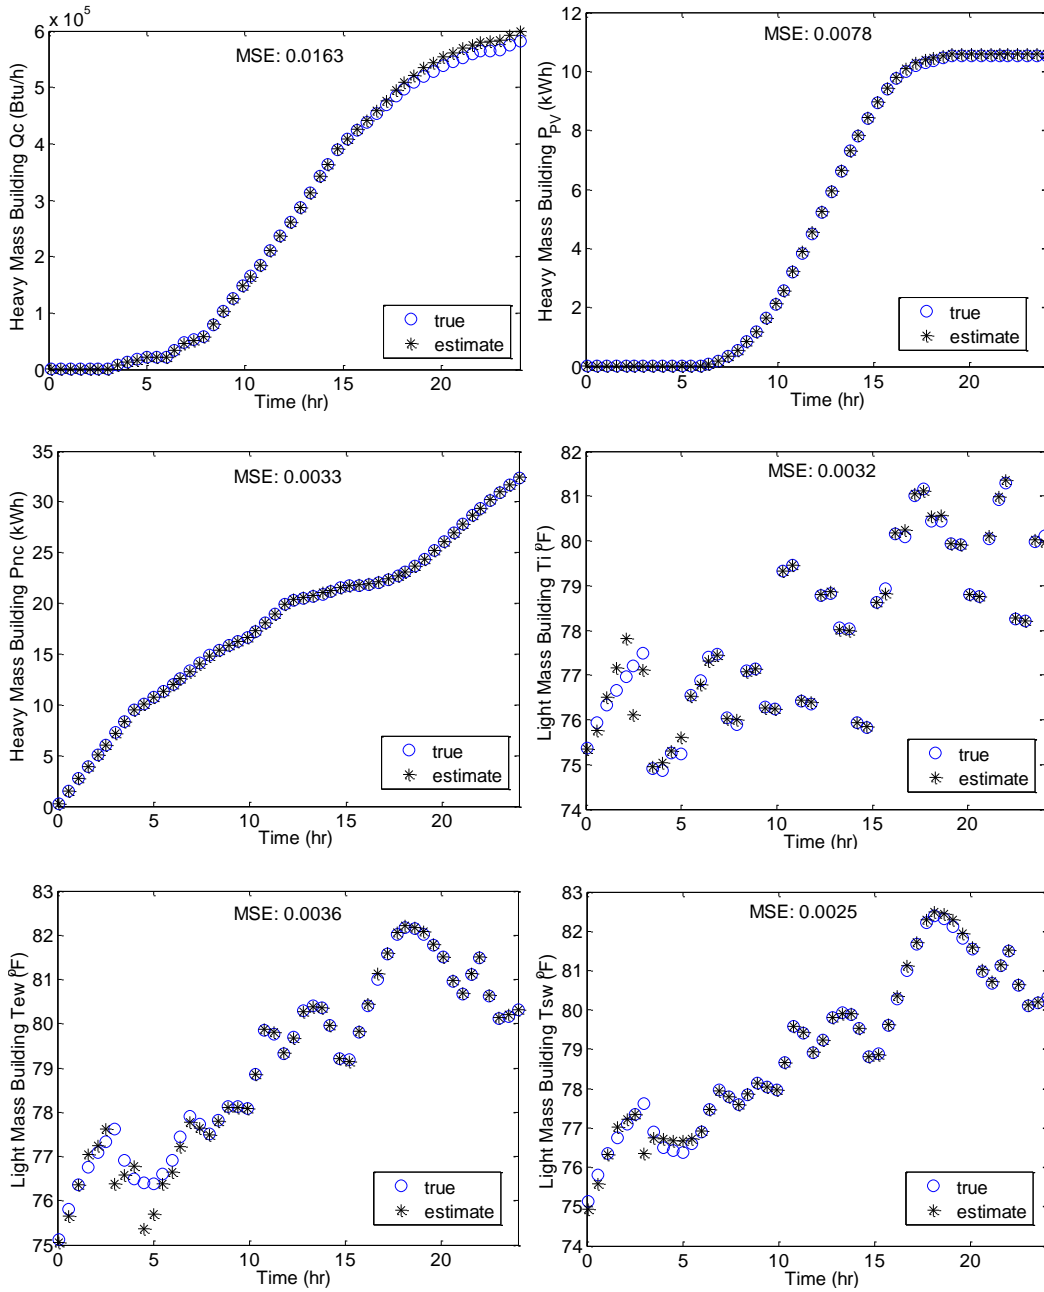 × 10⁵
6
5
4
3
2
1
0
Heavy Mass Building Qc (Btu/h)
MSE: 0.0163
true
estimate
0 5 10 15 20
Time (hr)
12
10
8
6
4
2
0
Heavy Mass Building P_PV (kWh)
MSE: 0.0078
true
estimate
0 5 10 15 20
Time (hr)
35
30
25
20
15
10
5
0
Heavy Mass Building Pnc (kWh)
MSE: 0.0033
true
estimate
0 5 10 15 20
Time (hr)
82
81
80
79
78
77
76
75
74
Light Mass Building Ti (ºF)
MSE: 0.0032
true
estimate
0 5 10 15 20
Time (hr)
83
82
81
80
79
78
77
76
75
Light Mass Building Tew (ºF)
MSE: 0.0036
true
estimate
0 5 10 15 20
Time (hr)
83
82
81
80
79
78
77
76
75
74
Light Mass Building Tsw (ºF)
MSE: 0.0025
true
estimate
0 5 10 15 20
Time (hr)